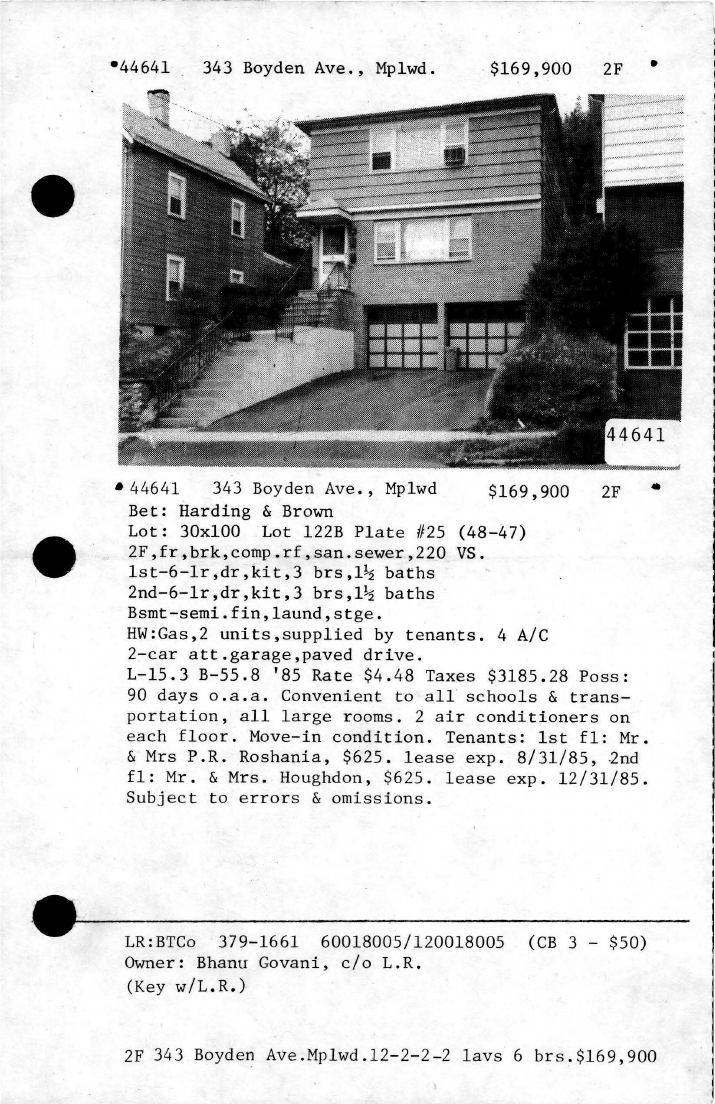 •44641 343 Boyden Ave., Mplwd. $169,900 2F •
44641
•44641 343 Boyden Ave., Mplwd $169,900 2F •
Bet: Harding & Brown
Lot: 30x100 Lot 122B Plate #25 (48-47)
2F,fr,brk,comp.rf,san.sewer,220 VS.
1st-6-lr,dr,kit,3 brs,1½ baths
2nd-6-lr,dr,kit,3 brs,1½ baths
Bsmt-semi.fin,laund,stge.
HW:Gas,2 units,supplied by tenants. 4 A/C
2-car att.garage,paved drive.
L-15.3 B-55.8 '85 Rate $4.48 Taxes $3185.28 Poss:
90 days o.a.a. Convenient to all schools & trans-
portation, all large rooms. 2 air conditioners on
each floor. Move-in condition. Tenants: 1st fl: Mr.
& Mrs P.R. Roshania, $625. lease exp. 8/31/85, 2nd
fl: Mr. & Mrs. Houghdon, $625. lease exp. 12/31/85.
Subject to errors & omissions.
LR:BTCo 379-1661 60018005/120018005 (CB 3 - $50)
Owner: Bhanu Govani, c/o L.R.
(Key w/L.R.)
2F 343 Boyden Ave.Mplwd.12-2-2-2 lavs 6 brs.$169,900